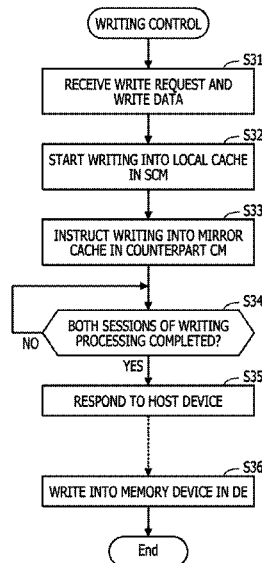 WRITING CONTROL
S31
RECEIVE WRITE REQUEST AND
WRITE DATA
S32
START WRITING INTO LOCAL CACHE
IN SCM
S33
INSTRUCT WRITING INTO MIRROR
CACHE IN COUNTERPART CM
S34
BOTH SESSIONS OF WRITING
PROCESSING COMPLETED?
NO
YES
S35
RESPOND TO HOST DEVICE
S36
WRITE INTO MEMORY DEVICE IN DE
End